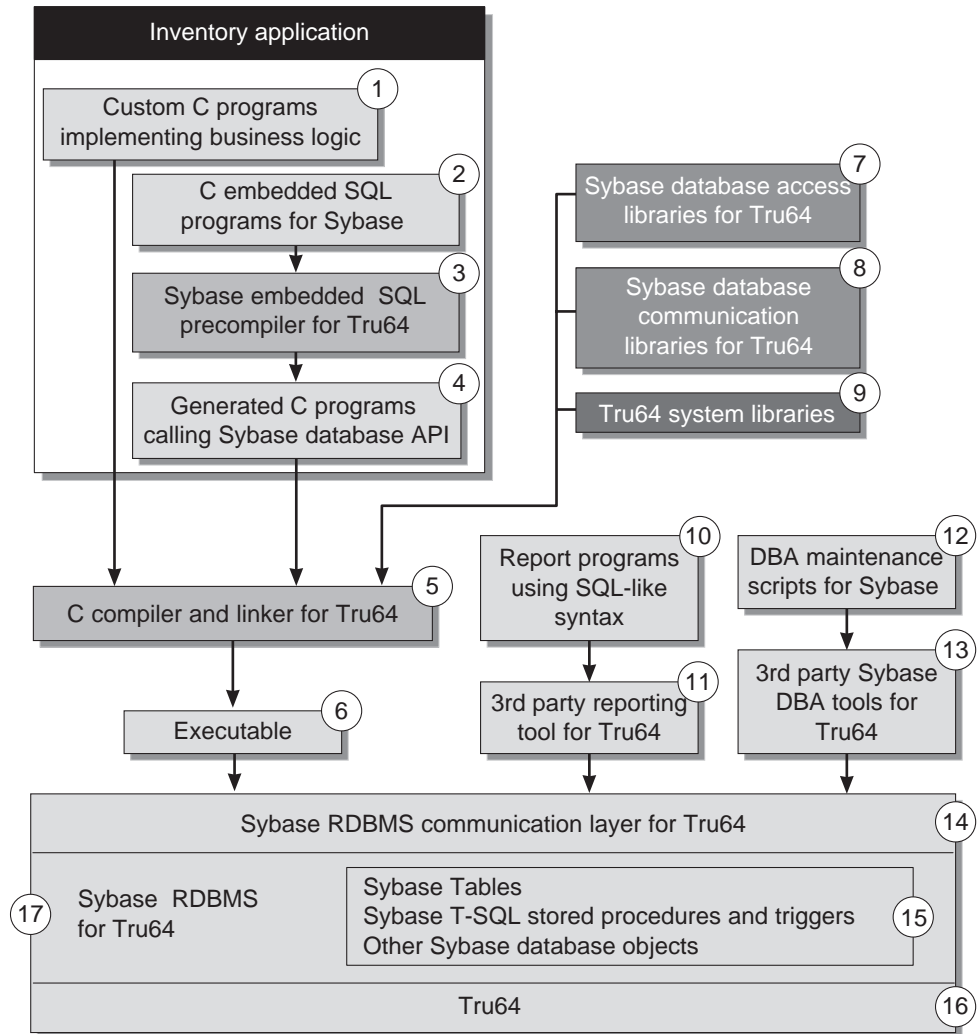 Inventory application
1
Custom C programs
implementing business logic
2
C embedded SQL
programs for Sybase
3
Sybase embedded SQL
precompiler for Tru64
4
Generated C programs
calling Sybase database API
7
Sybase database access
libraries for Tru64
8
Sybase database
communication
libraries for Tru64
9
Tru64 system libraries
5
C compiler and linker for Tru64
6
Executable
10
Report programs
using SQL-like
syntax
11
3rd party reporting
tool for Tru64
12
DBA maintenance
scripts for Sybase
13
3rd party Sybase
DBA tools for
Tru64
Sybase RDBMS communication layer for Tru64
14
17
Sybase RDBMS
for Tru64
Sybase Tables
Sybase T-SQL stored procedures and triggers
Other Sybase database objects
15
Tru64
16